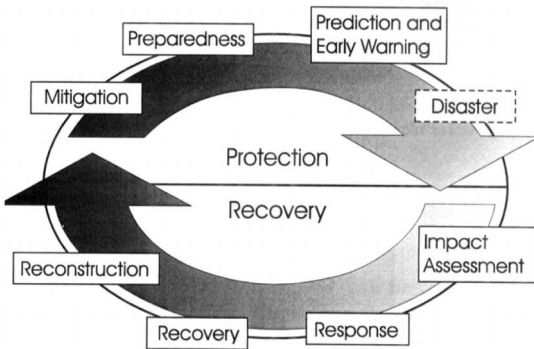 Preparedness
Prediction and
Early Warning
Mitigation
Disaster
Protection
Recovery
Impact
Assessment
Reconstruction
Recovery
Response